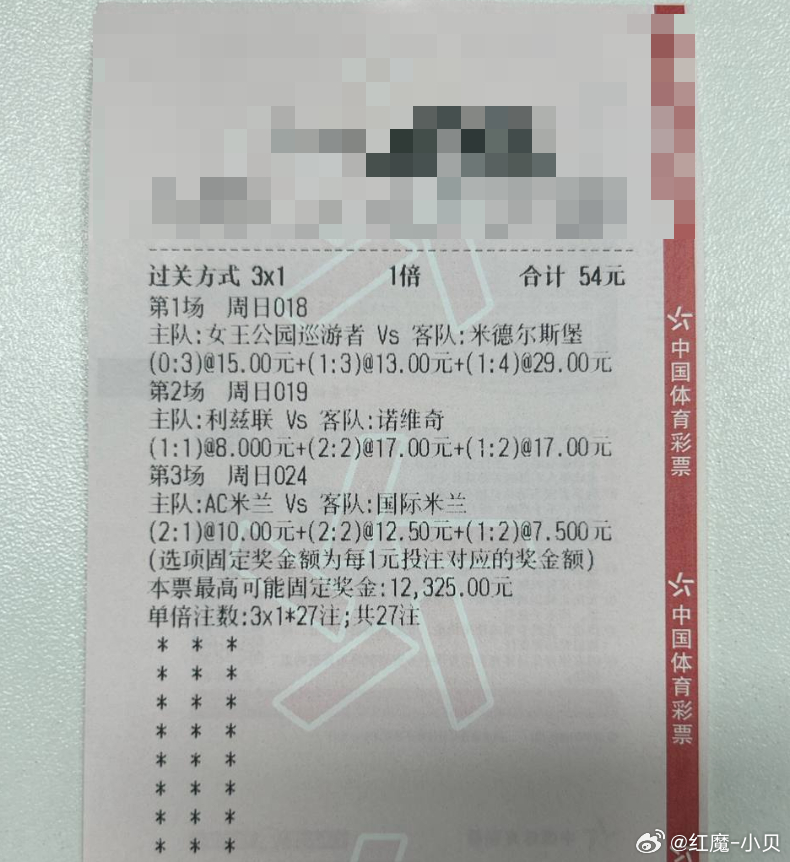 过关方式 3x1 1倍 合计 54元
第1场 周日018
主队:女王公园巡游者 Vs 客队:米德尔斯堡
(0:3)@15.00元+(1:3)@13.00元+(1:4)@29.00元
第2场 周日019
主队:利兹联 Vs 客队:诺维奇
(1:1)@8.000元+(2:2)@17.00元+(1:2)@17.00元
第3场 周日024
主队:AC米兰 Vs 客队:国际米兰
(2:1)@10.00元+(2:2)@12.50元+(1:2)@7.500元
(选项固定奖金额为每1元投注对应的奖金额)
本票最高可能固定奖金:12,325.00元
单倍注数:3x1*27注;共27注
* * *
* * *
* * *
* * *
* * *
* * *
* * *
* * *
中国体育彩票
中国体育彩票
@红魔-小贝